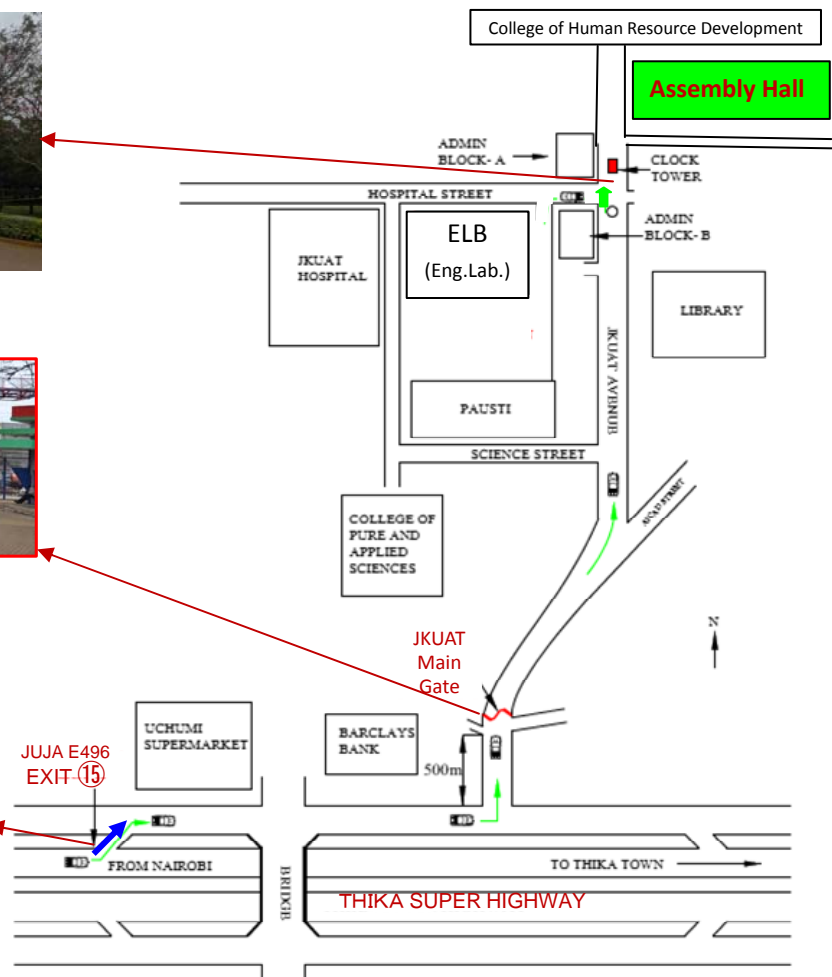 College of Human Resource Development
Assembly Hall
ADMIN
BLOCK- A
CLOCK
TOWER
HOSPITAL STREET
ELB
(Eng.Lab.)
ADMIN
BLOCK- B
JKUAT
HOSPITAL
LIBRARY
JKUAT AVENUE
PAUSTI
SCIENCE STREET
AICAD STREET
COLLEGE OF
PURE AND
APPLIED
SCIENCES
N
JKUAT
Main
Gate
UCHUMI
SUPERMARKET
BARCLAYS
BANK
JUJA E496
EXIT ⑮
500m
FROM NAIROBI
BRIDGE
TO THIKA TOWN
THIKA SUPER HIGHWAY